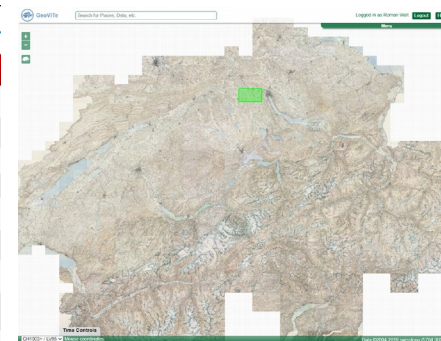 GeoVITe
Search for Places, Data, etc.
Logged in as Roman Walt Logout
Menu
+
−
Time Controls
CH1903+ / LV95
Mouse coordinates